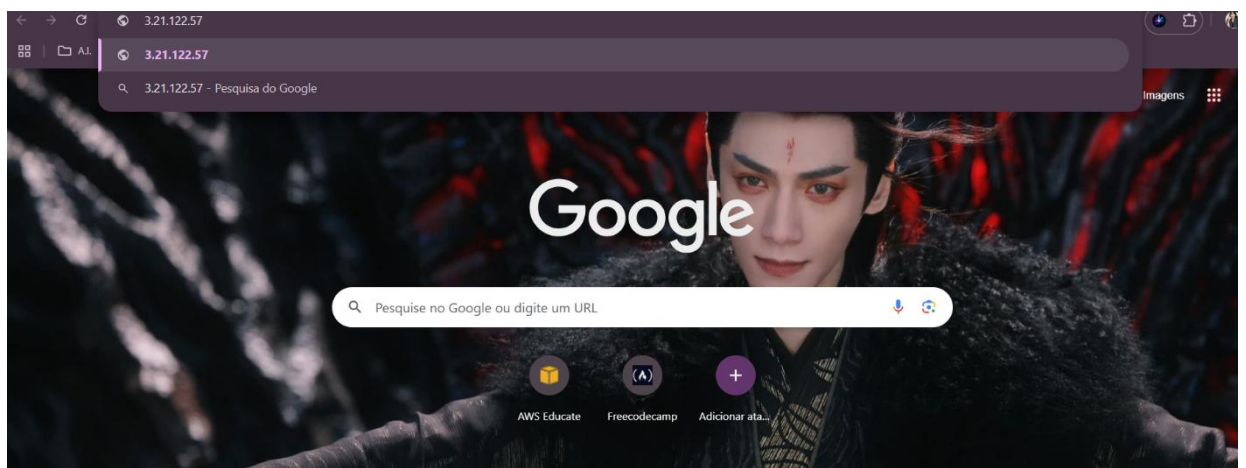 3.21.122.57
A.I.
3.21.122.57
3.21.122.57 - Pesquisa do Google
Imagens
Google
Pesquise no Google ou digite um URL
AWS Educate
Freecodecamp
Adicionar ata...